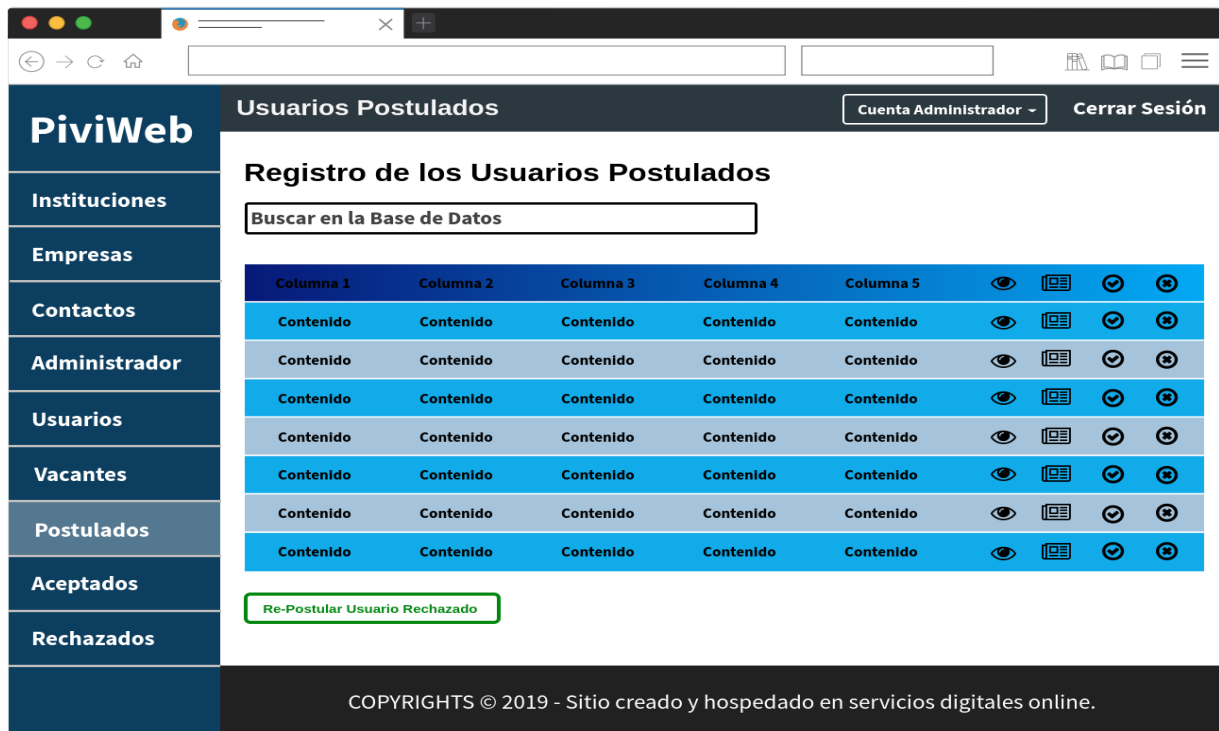 Usuarios Postulados
Cuenta Administrador
Cerrar Sesión
PiviWeb
Instituciones
Empresas
Contactos
Administrador
Usuarios
Vacantes
Postulados
Aceptados
Rechazados
Registro de los Usuarios Postulados
Buscar en la Base de Datos
Columna 1 Columna 2 Columna 3 Columna 4 Columna 5
Contenido Contenido Contenido Contenido Contenido
Contenido Contenido Contenido Contenido Contenido
Contenido Contenido Contenido Contenido Contenido
Contenido Contenido Contenido Contenido Contenido
Contenido Contenido Contenido Contenido Contenido
Contenido Contenido Contenido Contenido Contenido
Contenido Contenido Contenido Contenido Contenido
Re-Postular Usuario Rechazado
COPYRIGHTS © 2019 - Sitio creado y hospedado en servicios digitales online.